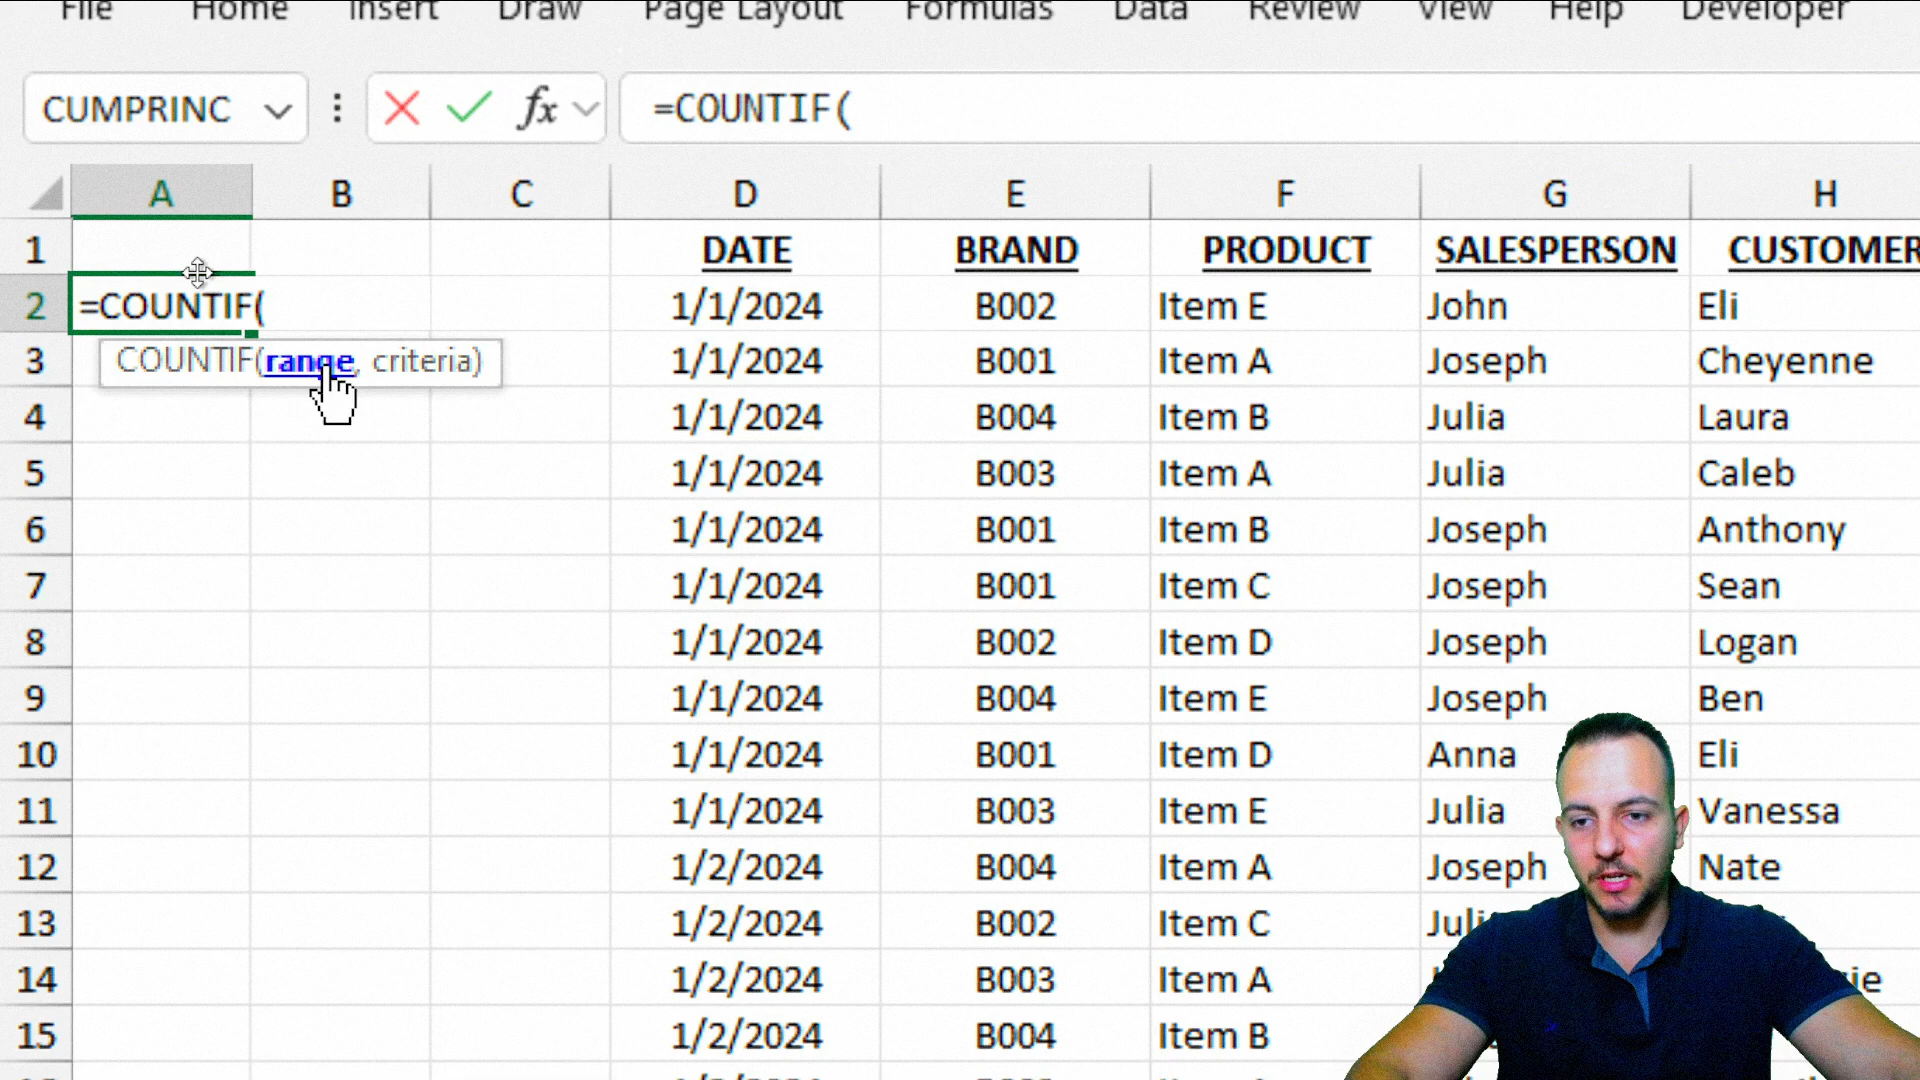 File Home Insert Draw Page Layout Formulas Data Review View Help Developer
CUMPRINC fx =COUNTIF(
A B C D E F G H
1 DATE BRAND PRODUCT SALESPERSON CUSTOMER
2 =COUNTIF( 1/1/2024 B002 Item E John Eli
COUNTIF(range, criteria)
3 1/1/2024 B001 Item A Joseph Cheyenne
4 1/1/2024 B004 Item B Julia Laura
5 1/1/2024 B003 Item A Julia Caleb
6 1/1/2024 B001 Item B Joseph Anthony
7 1/1/2024 B001 Item C Joseph Sean
8 1/1/2024 B002 Item D Joseph Logan
9 1/1/2024 B004 Item E Joseph Ben
10 1/1/2024 B001 Item D Anna Eli
11 1/1/2024 B003 Item E Julia Vanessa
12 1/2/2024 B004 Item A Joseph Nate
13 1/2/2024 B002 Item C
14 1/2/2024 B003 Item A
15 1/2/2024 B004 Item B